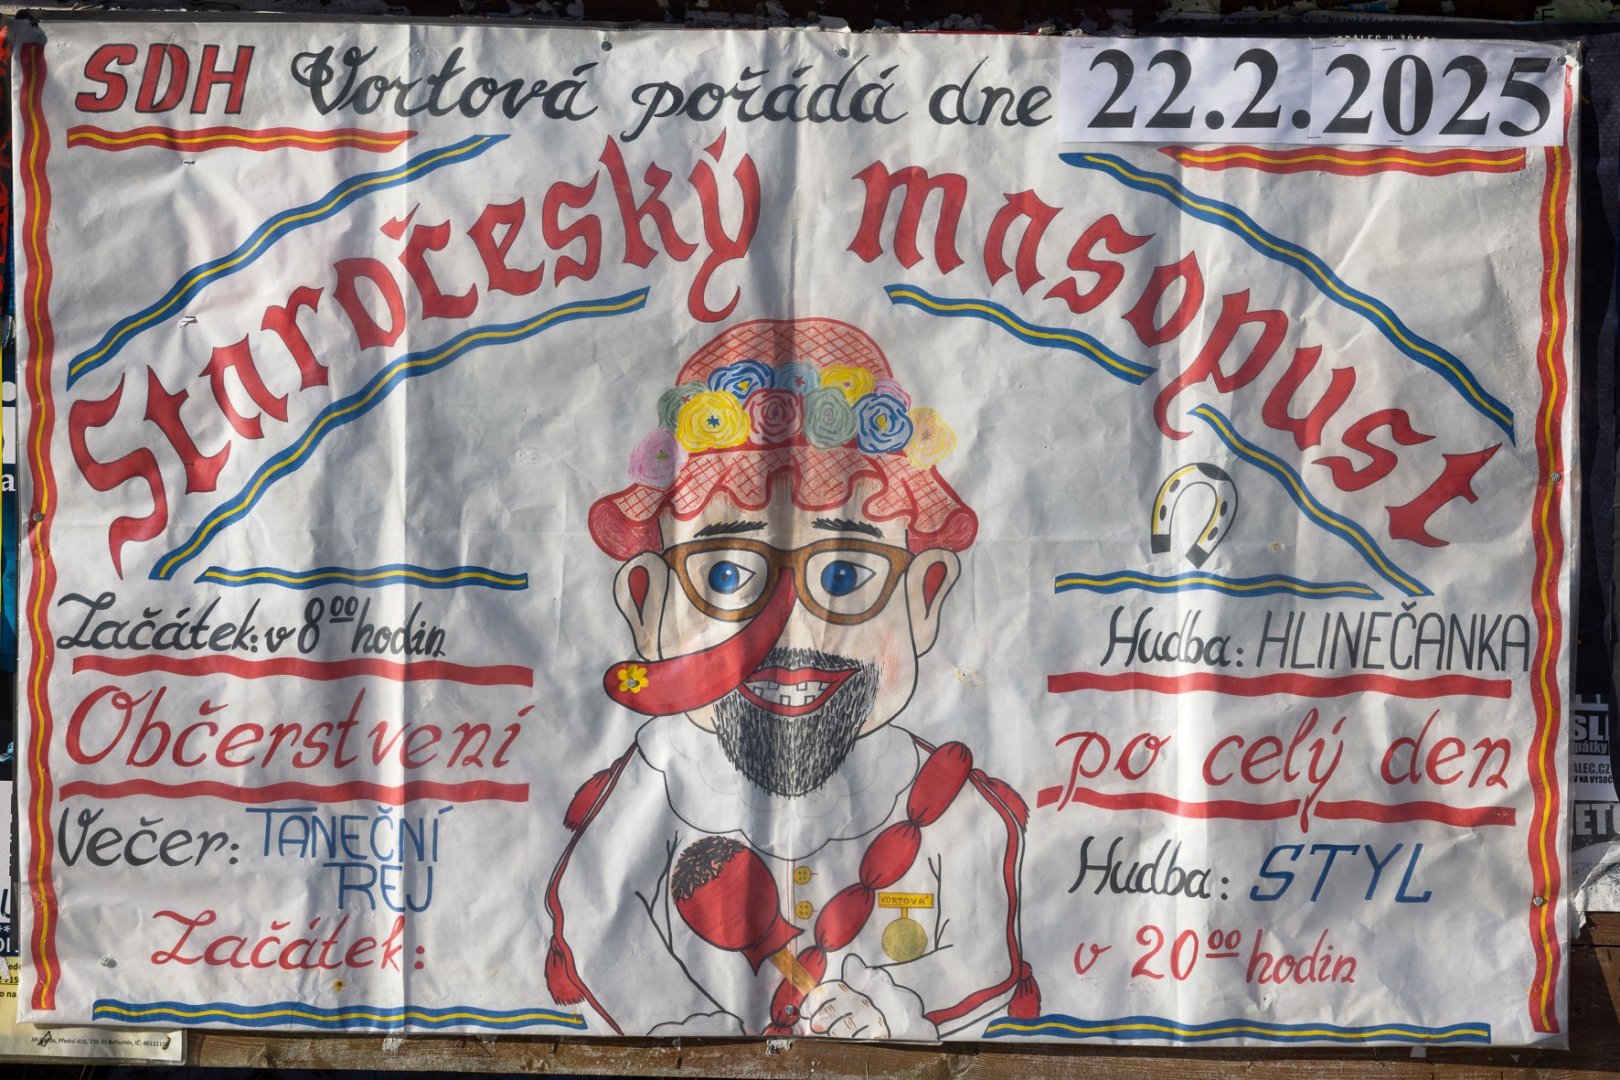 SDH Vortová pořádá dne 22.2.2025
Staročeský masopust
Začátek: v 8⁰⁰ hodin
Hudba: HLINEČANKA
Občerstvení po celý den
Večer: TANEČNÍ REJ
Hudba: STYL
Začátek: v 20⁰⁰ hodin
VORTOVÁ